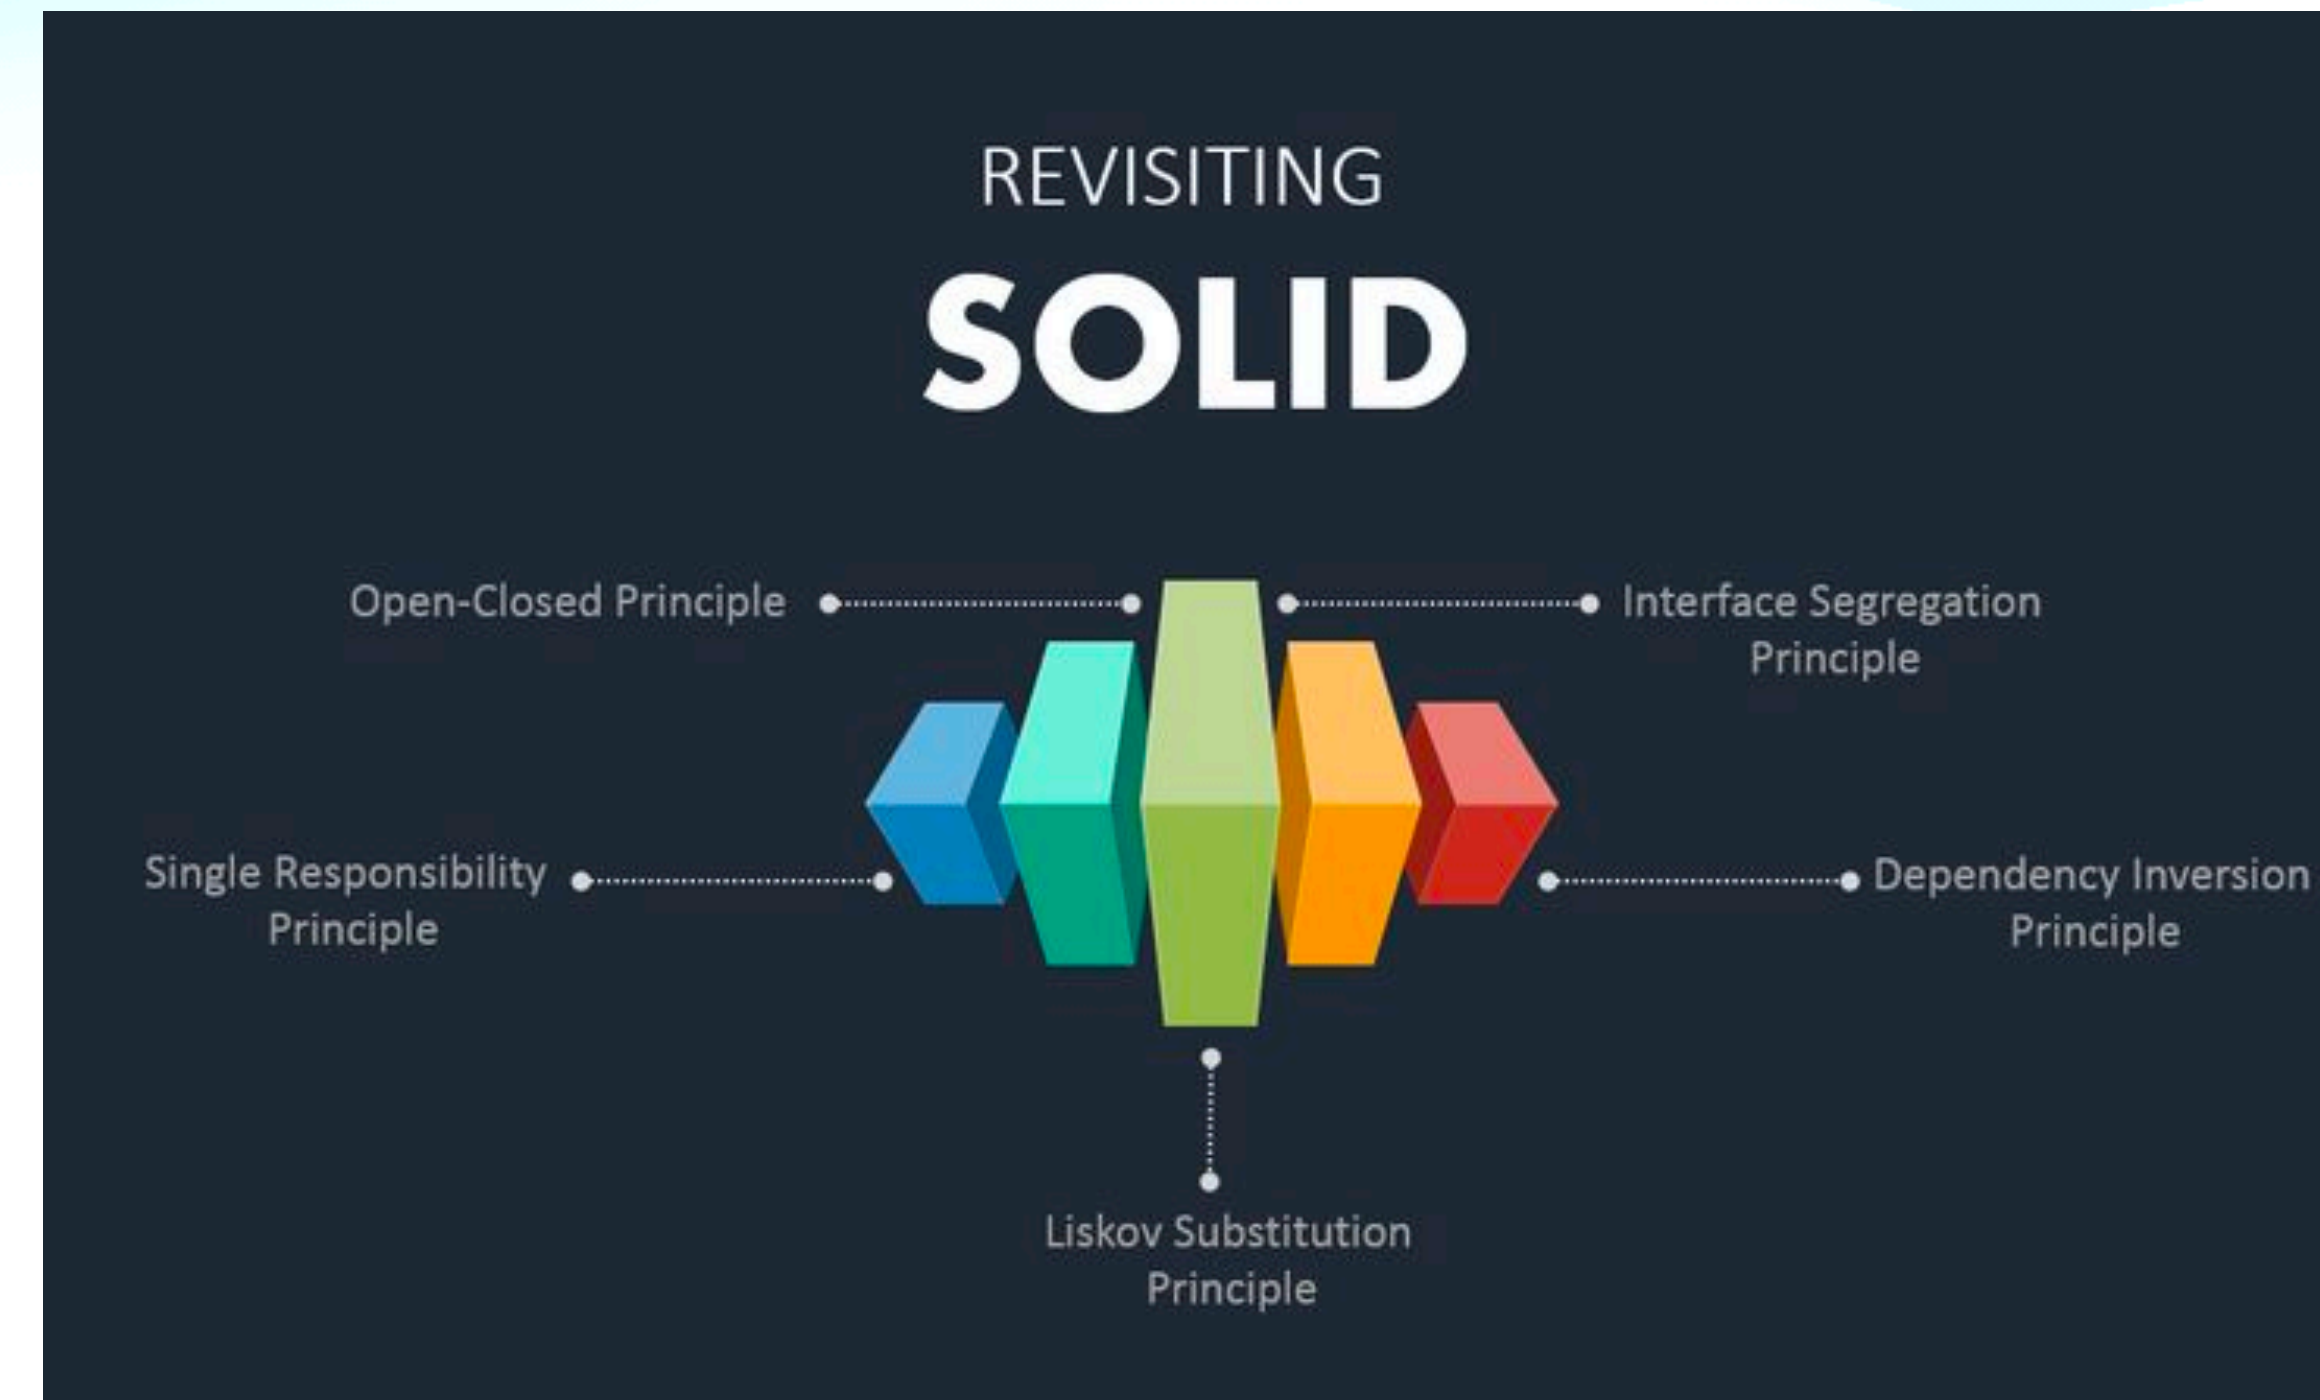 REVISITING
SOLID
Open-Closed Principle
Interface Segregation
Principle
Single Responsibility
Principle
Dependency Inversion
Principle
Liskov Substitution
Principle